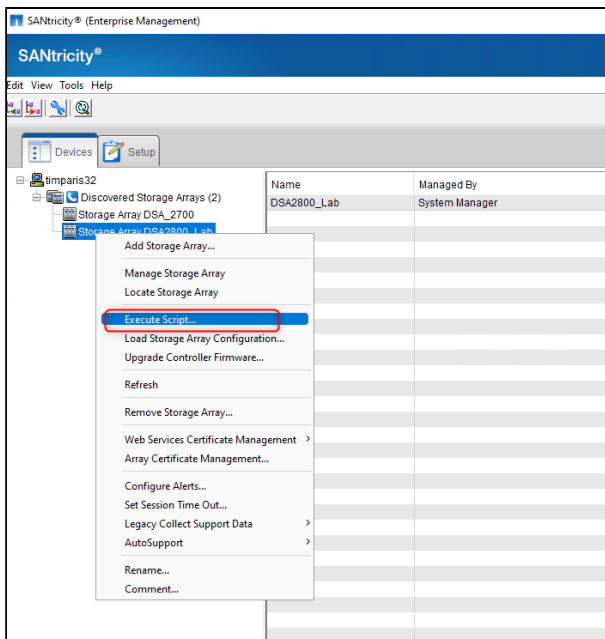 SANtricity® (Enterprise Management)
SANtricity®
Edit View Tools Help
Devices
Setup
timparis32
Discovered Storage Arrays (2)
Storage Array DSA_2700
Storage Array DSA2800_Lab
Name Managed By
DSA2800_Lab System Manager
Add Storage Array...
Manage Storage Array
Locate Storage Array
Execute Script...
Load Storage Array Configuration...
Upgrade Controller Firmware...
Refresh
Remove Storage Array...
Web Services Certificate Management
Array Certificate Management...
Configure Alerts...
Set Session Time Out...
Legacy Collect Support Data
AutoSupport
Rename...
Comment...